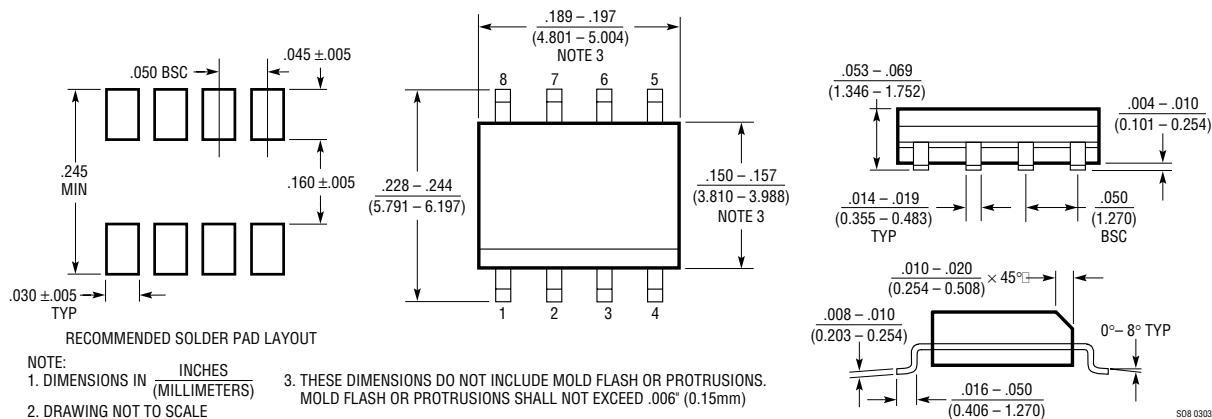 .050 BSC
.045 ±.005
.245
MIN
.160 ±.005
.030 ±.005
TYP
RECOMMENDED SOLDER PAD LAYOUT
.189 – .197
(4.801 – 5.004)
NOTE 3
8
7
6
5
.228 – .244
(5.791 – 6.197)
.150 – .157
(3.810 – 3.988)
NOTE 3
1
2
3
4
.053 – .069
(1.346 – 1.752)
.004 – .010
(0.101 – 0.254)
.014 – .019
(0.355 – 0.483)
TYP
.050
(1.270)
BSC
.010 – .020
(0.254 – 0.508)
× 45°
.008 – .010
(0.203 – 0.254)
0°– 8° TYP
.016 – .050
(0.406 – 1.270)
NOTE:
1. DIMENSIONS IN INCHES
(MILLIMETERS)
2. DRAWING NOT TO SCALE
3. THESE DIMENSIONS DO NOT INCLUDE MOLD FLASH OR PROTRUSIONS.
MOLD FLASH OR PROTRUSIONS SHALL NOT EXCEED .006" (0.15mm)
SO8 0303